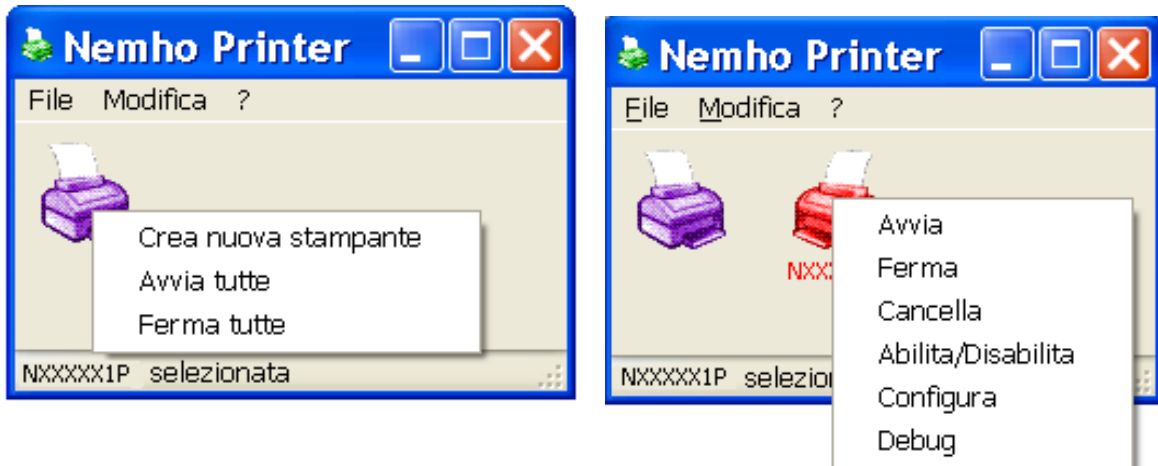 Nemho Printer
File Modifica ?
Crea nuova stampante
Avvia tutte
Ferma tutte
NXXXXX1P selezionata
Nemho Printer
File Modifica ?
Avvia
Ferma
Cancella
Abilita/Disabilita
Configura
Debug
NXXXXX1P